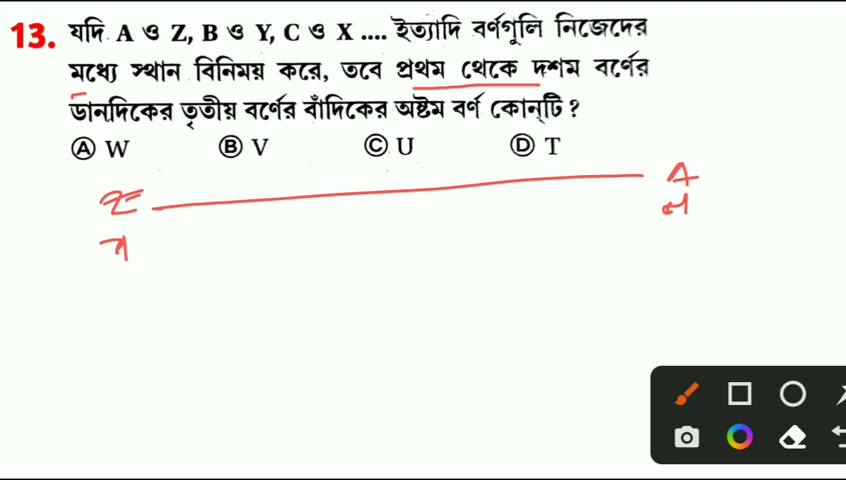 13. যদি A ও Z, B ও Y, C ও X .... ইত্যাদি বর্ণগুলি নিজেদের
মধ্যে স্থান বিনিময় করে, তবে প্রথম থেকে দশম বর্ণের
ডানদিকের তৃতীয় বর্ণের বাঁদিকের অষ্টম বর্ণ কোন্‌টি ?
Ⓐ W Ⓑ V Ⓒ U Ⓓ T
Z A